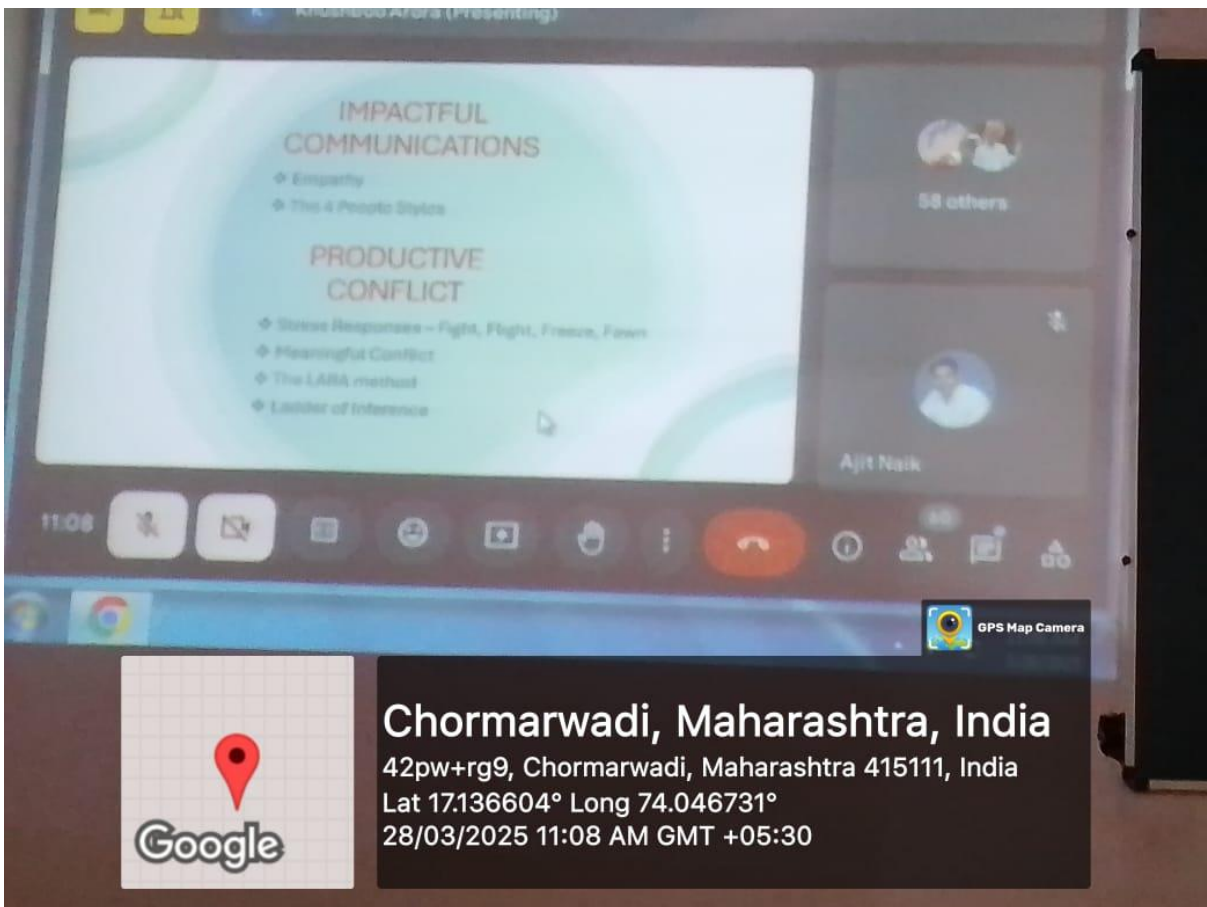 Khushboo Arora (Presenting)
IMPACTFUL
COMMUNICATIONS
❖ Empathy
❖ The 4 People Styles
PRODUCTIVE
CONFLICT
❖ Stress Responses – Fight, Flight, Freeze, Fawn
❖ Meaningful Conflict
❖ The LARA method
❖ Ladder of Inference
58 others
Ajit Naik
11:08
60
GPS Map Camera
Google
Chormarwadi, Maharashtra, India
42pw+rg9, Chormarwadi, Maharashtra 415111, India
Lat 17.136604° Long 74.046731°
28/03/2025 11:08 AM GMT +05:30